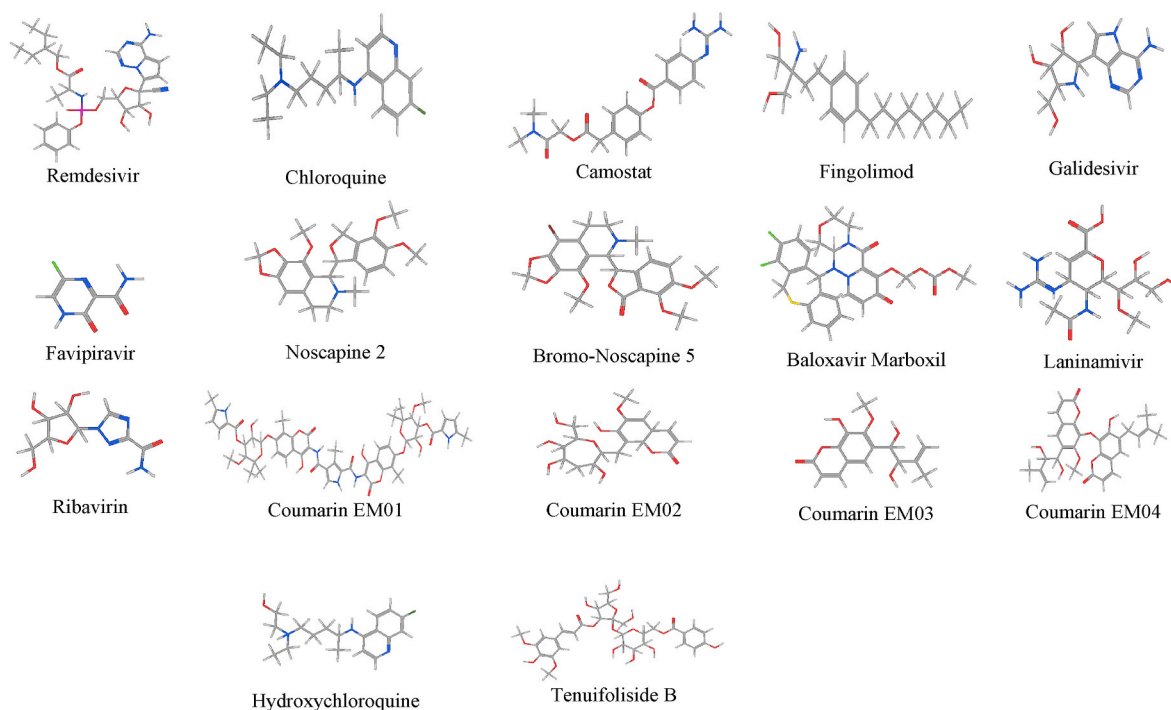 Remdesivir
Chloroquine
Camostat
Fingolimod
Galidesivir
Favipiravir
Noscapine 2
Bromo-Noscapine 5
Baloxavir Marboxil
Laninamivir
Ribavirin
Coumarin EM01
Coumarin EM02
Coumarin EM03
Coumarin EM04
Hydroxychloroquine
Tenuifoliside B